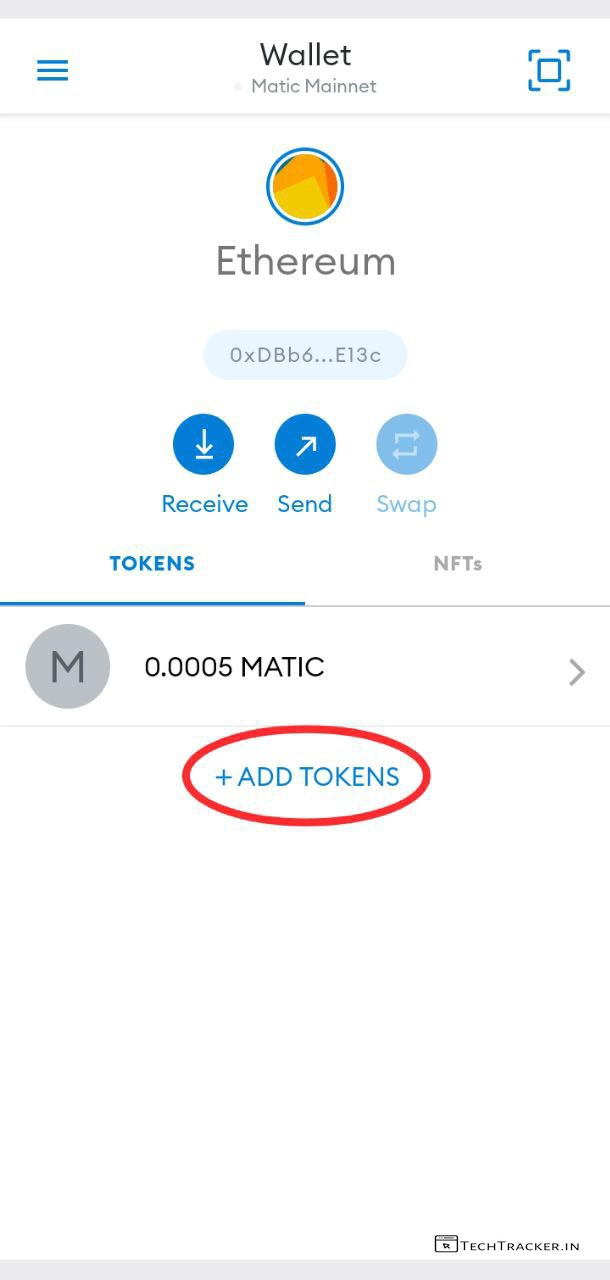 Wallet
Matic Mainnet
Ethereum
0xDBb6...E13c
Receive Send Swap
TOKENS NFTs
M 0.0005 MATIC
+ ADD TOKENS
TECHTRACKER.IN